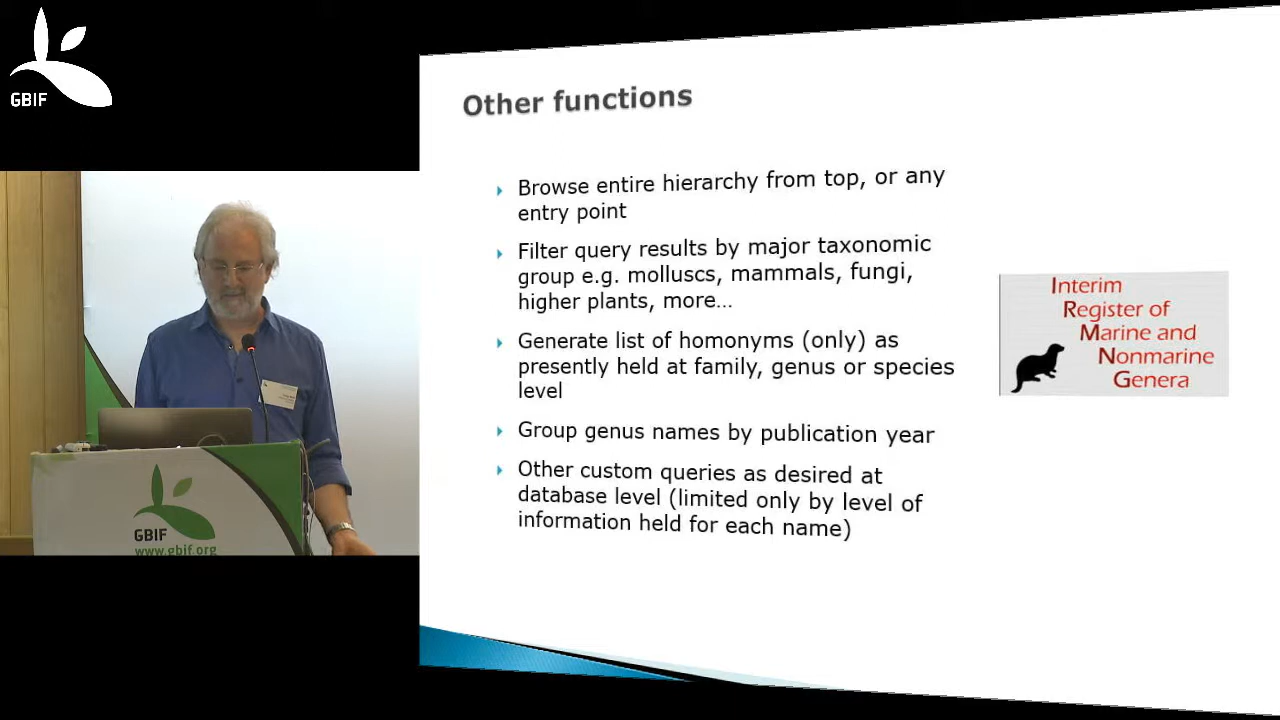 GBIF
Other functions
Browse entire hierarchy from top, or any
entry point
Filter query results by major taxonomic
group e.g. molluscs, mammals, fungi,
higher plants, more...
Generate list of homonyms (only) as
presently held at family, genus or species
level
Group genus names by publication year
Other custom queries as desired at
database level (limited only by level of
information held for each name)
Interim
Register of
Marine and
Nonmarine
Genera
GBIF
www.gbif.org